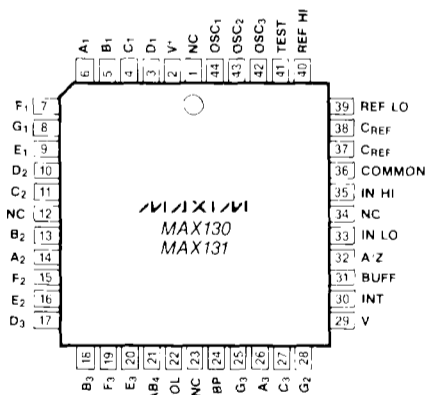 A1 B1 C1 D1 V+ NC OSC1 OSC2 OSC3 TEST REF HI
6 5 4 3 2 1 44 43 42 41 40
F1 7
G1 8
E1 9
D2 10
C2 11
NC 12
B2 13
A2 14
F2 15
E2 16
D3 17
MAXIM
MAX130
MAX131
39 REF LO
38 CREF
37 CREF
36 COMMON
35 IN HI
34 NC
33 IN LO
32 A/Z
31 BUFF
30 INT
29 V
18 19 20 21 22 23 24 25 26 27 28
B3 F3 E3 AB4 OL NC BP G3 A3 C3 G2